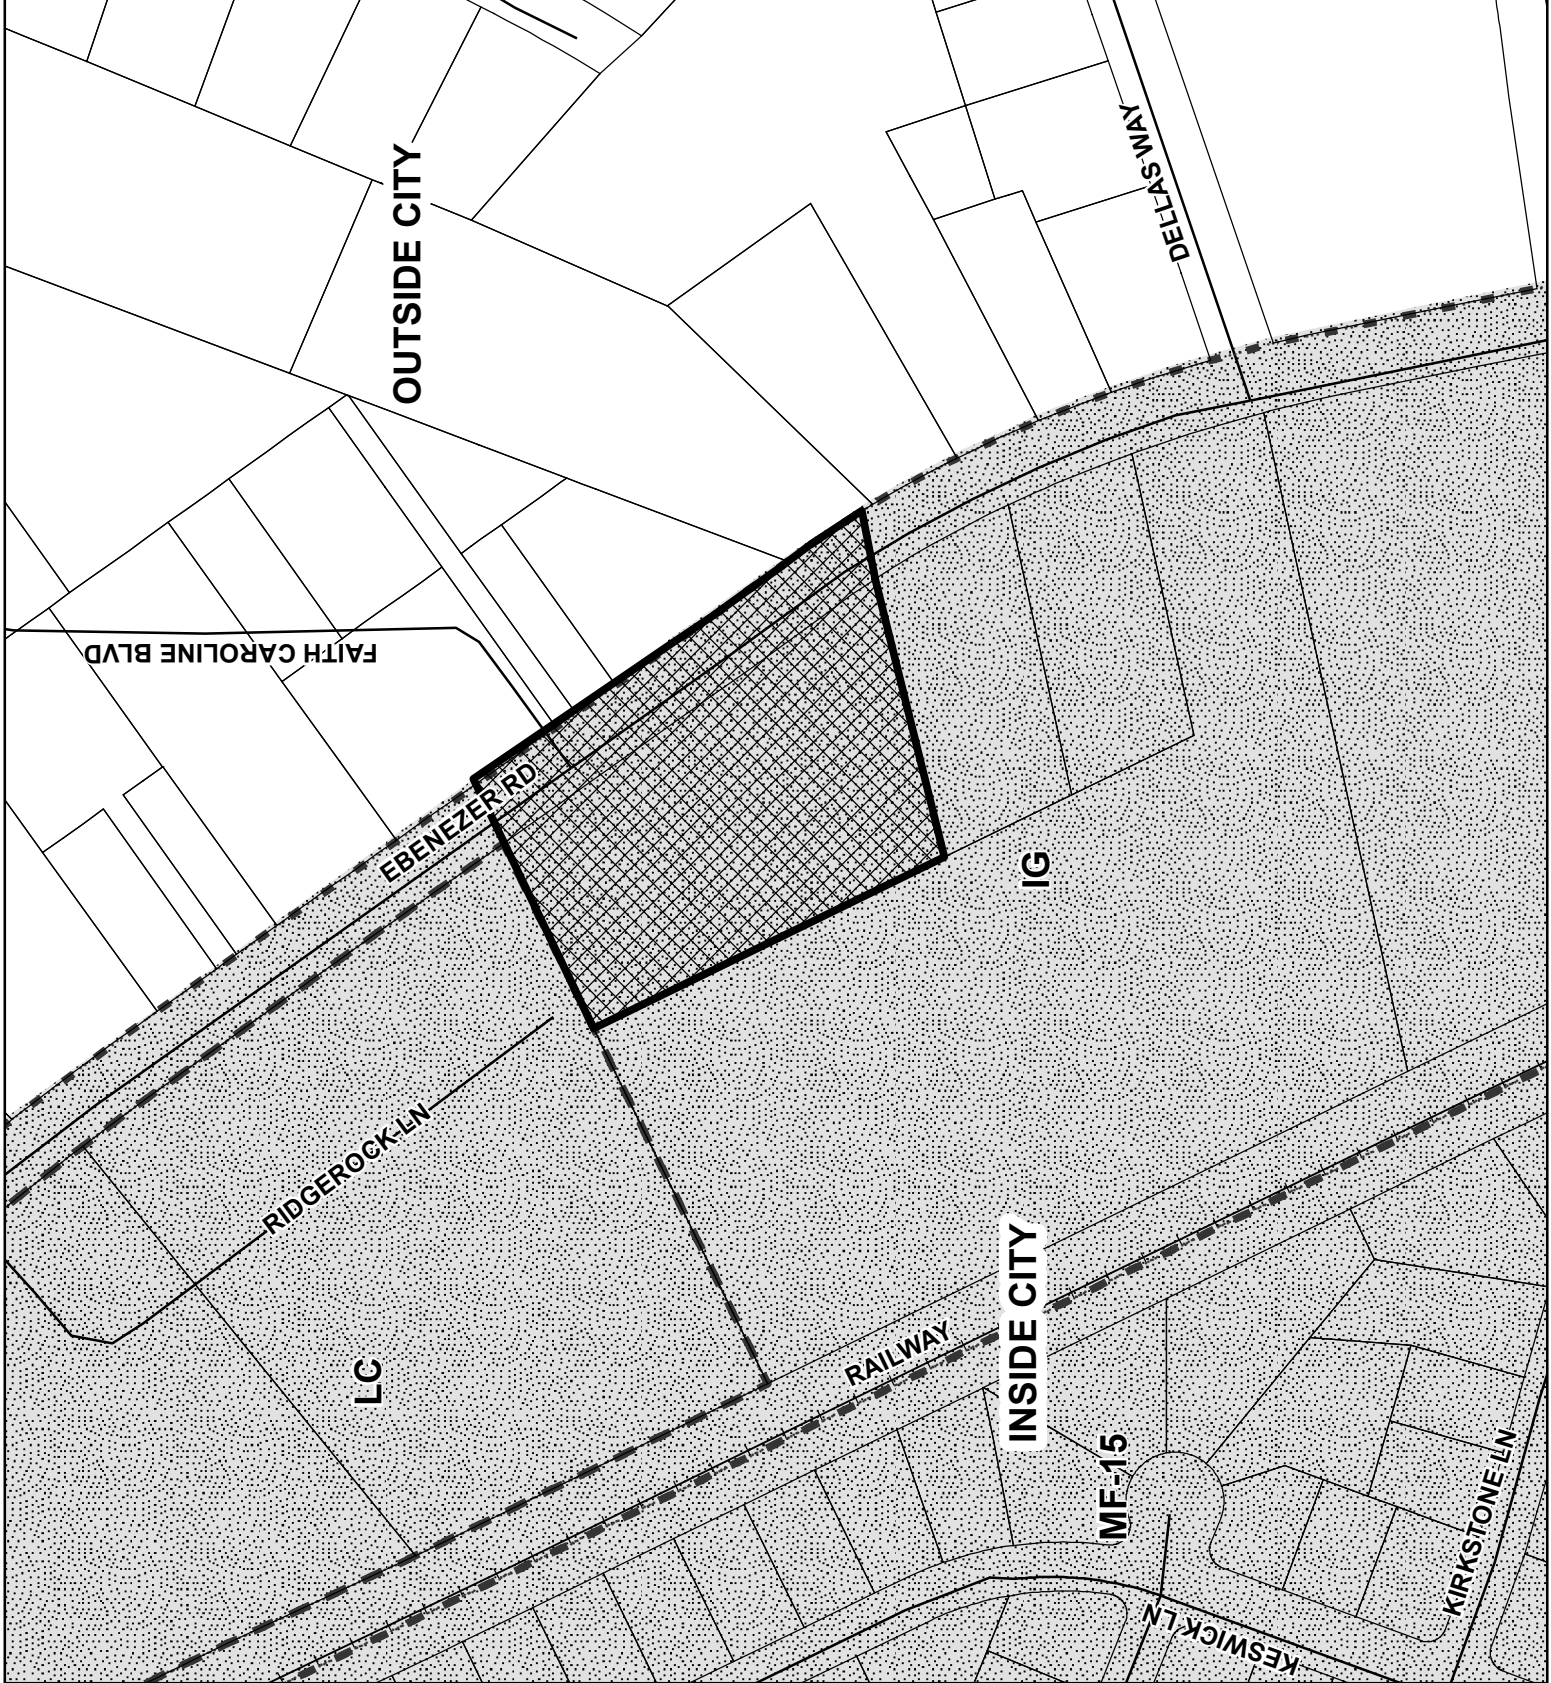 OUTSIDE CITY
DELLAS WAY
FAITH CAROLINE BLVD
EBENEZER RD
IG
RIDGEROCK LN
LC
RAILWAY
INSIDE CITY
MF-15
KIRKSTONE LN
KESWICK LN